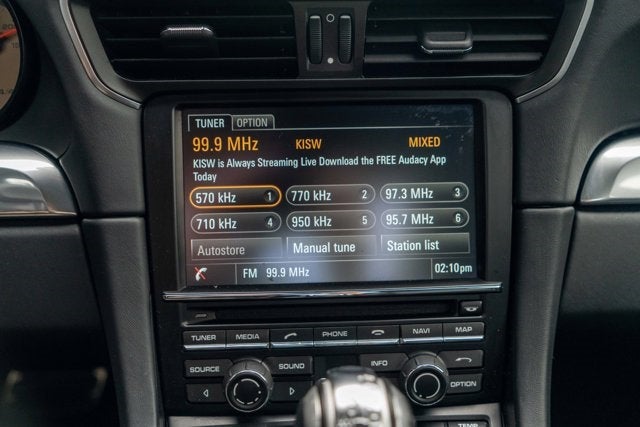 TUNER OPTION
99.9 MHz KISW MIXED
KISW is Always Streaming Live Download the FREE Audacy App
Today
570 kHz 1 770 kHz 2 97.3 MHz 3
710 kHz 4 950 kHz 5 95.7 MHz 6
Autostore Manual tune Station list
FM 99.9 MHz 02:10pm
TUNER MEDIA PHONE NAVI MAP
SOURCE SOUND INFO
OPTION
TEMP